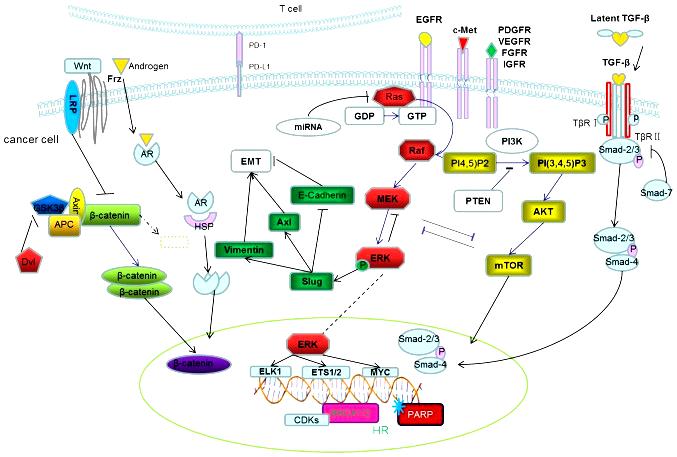 T cell
EGFR
c-Met
PDGFR
VEGFR
FGFR
IGFR
Latent TGF-β
PD-1
PD-L1
TGF-β
Wnt
Androgen
Frz
LRP
Ras
GDP
GTP
miRNA
TβR I
P
P
TβR II
cancer cell
PI3K
Smad-2/3
P
Raf
PI4,5)P2
PI(3,4,5)P3
AR
EMT
PTEN
Smad-7
E-Cadherin
MEK
AR
HSP
GSK3β
Axin
APC
β-catenin
Axl
AKT
Vimentin
Smad-2/3
P
Smad-4
Dvl
ERK
P
mTOR
Slug
β-catenin
β-catenin
ERK
Smad-2/3
P
Smad-4
β-catenin
ELK1
ETS1/2
MYC
CDKs
PARP
HR